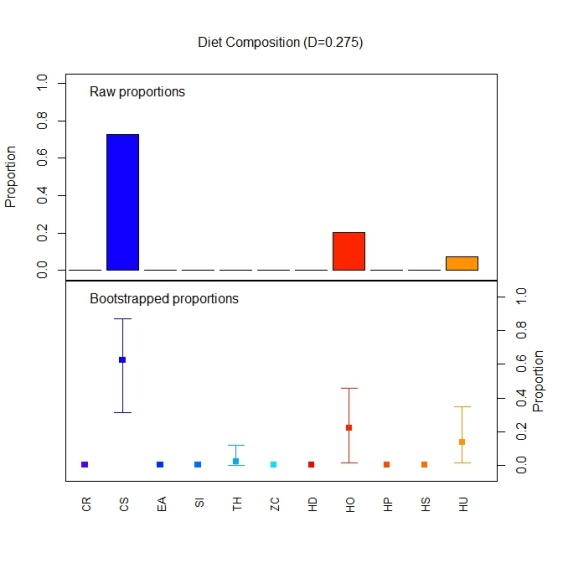 Diet Composition (D=0.275)
Raw proportions
Proportion
1.0
0.8
0.6
0.4
0.2
0.0
Bootstrapped proportions
Proportion
1.0
0.8
0.6
0.4
0.2
0.0
CR CS EA SI TH ZC HD HO HP HS HU